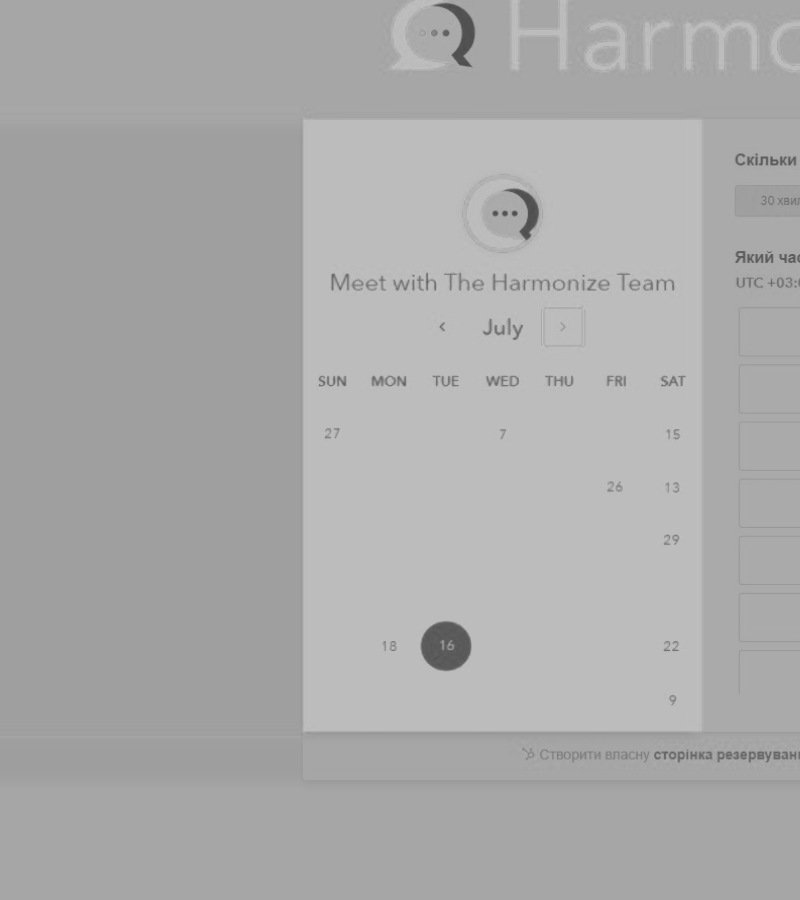 Harmo
Meet with The Harmonize Team
July
SUN MON TUE WED THU FRI SAT
27 7 15
26 13
29
18 16 22
9
Скільки
30 хви
Який час
UTC +03:
Створити власну сторінка резервуван